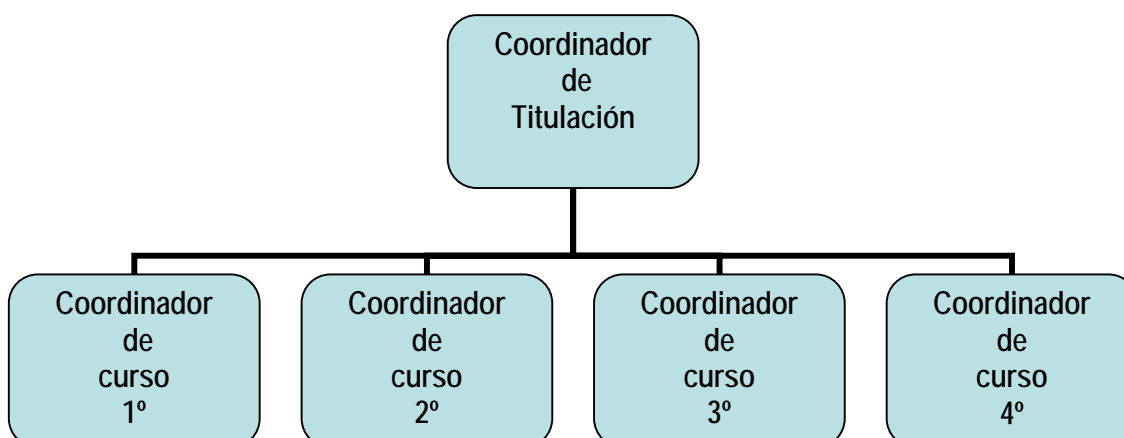 Coordinador
de
Titulación
Coordinador
de
curso
1º
Coordinador
de
curso
2º
Coordinador
de
curso
3º
Coordinador
de
curso
4º